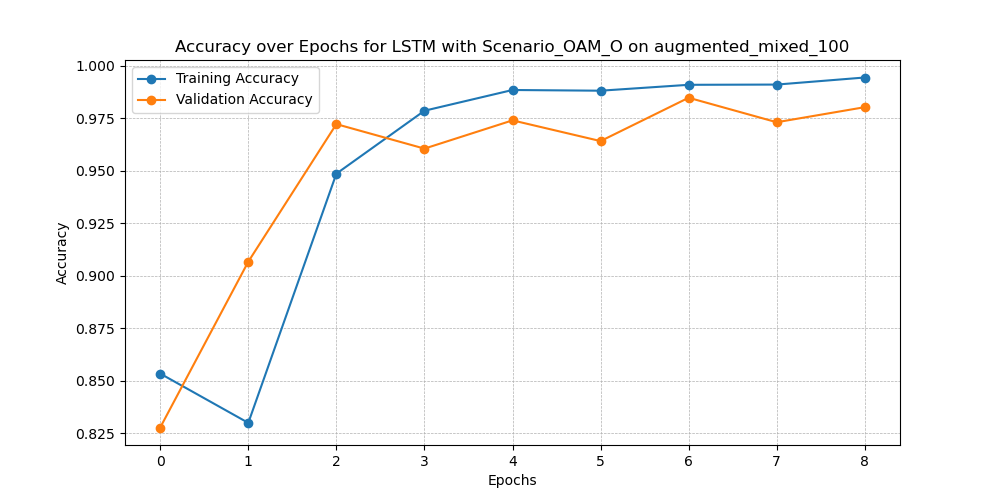 Accuracy over Epochs for LSTM with Scenario_OAM_O on augmented_mixed_100
Training Accuracy
Validation Accuracy
1.000
0.975
0.950
0.925
0.900
0.875
0.850
0.825
Accuracy
0 1 2 3 4 5 6 7 8
Epochs